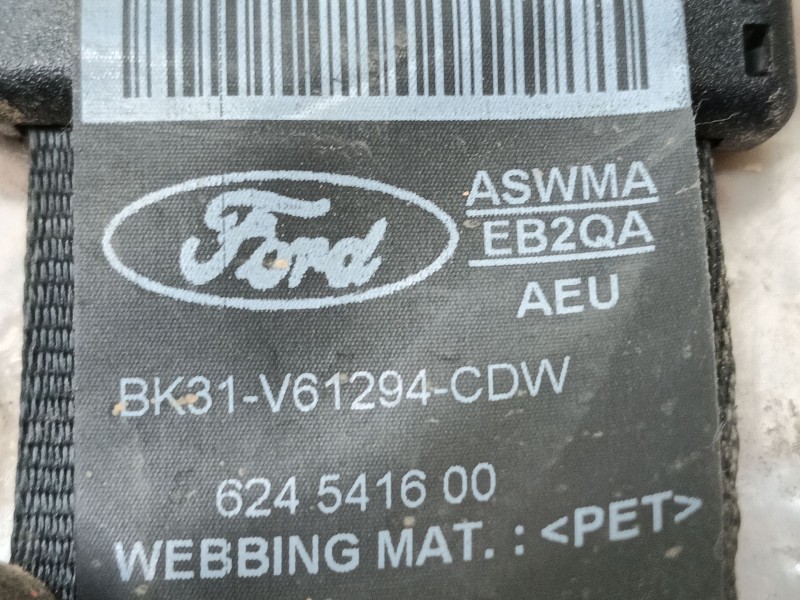 Ford
ASWMA
EB2QA
AEU
BK31-V61294-CDW
624 5416 00
WEBBING MAT. : <PET>